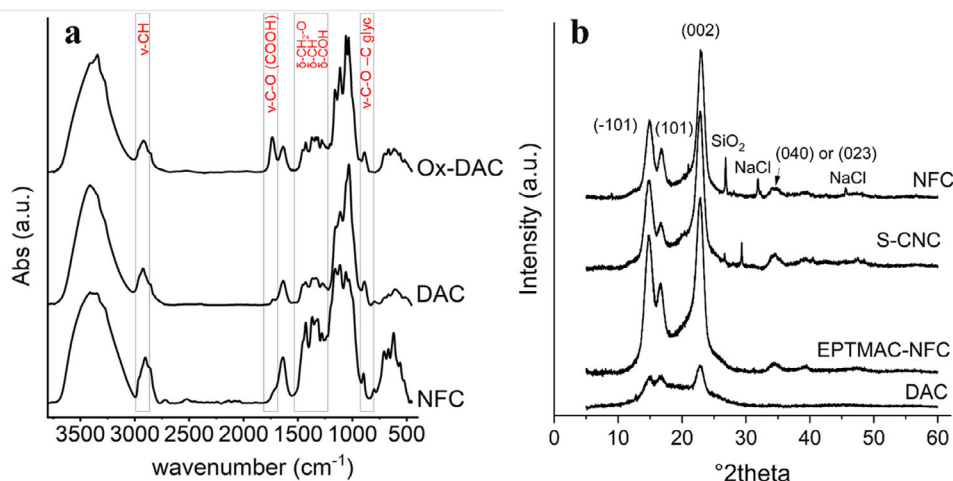 a
ν-CH
ν-C-O (COOH)
δ-CH₂-O
δ-CH
δ-COH
ν-C-O –C glyc
Ox-DAC
DAC
NFC
Abs (a.u.)
3500 3000 2500 2000 1500 1000 500
wavenumber (cm⁻¹)
b
(002)
(-101)
(101)
SiO₂
NaCl
(040) or (023)
NaCl
NFC
S-CNC
EPTMAC-NFC
DAC
Intensity (a.u.)
0 10 20 30 40 50 60
°2theta